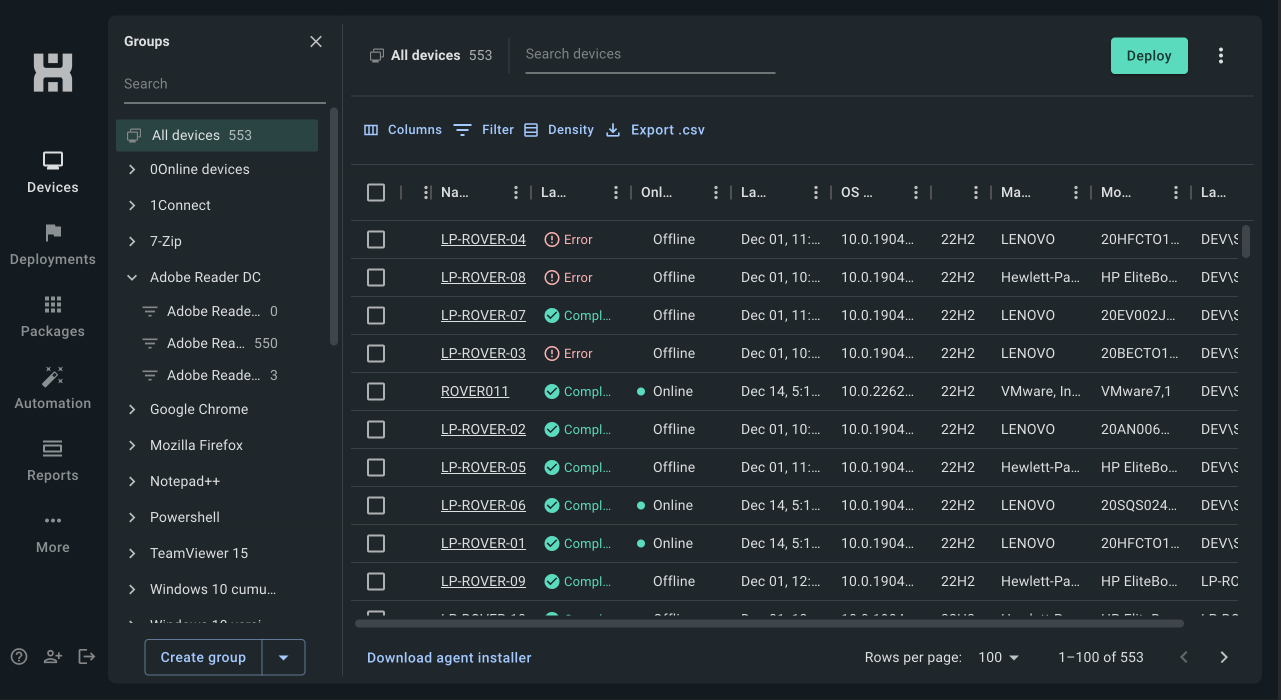 Groups
Search
All devices 553
0Online devices
1Connect
7-Zip
Adobe Reader DC
Adobe Reade... 0
Adobe Rea... 550
Adobe Reade... 3
Google Chrome
Mozilla Firefox
Notepad++
Powershell
TeamViewer 15
Windows 10 cumu...
Create group
Devices
Deployments
Packages
Automation
Reports
More
All devices 553
Search devices
Deploy
Columns Filter Density Export .csv
Na... La... Onl... La... OS ... Ma... Mo... La...
LP-ROVER-04 Error Offline Dec 01, 11:... 10.0.1904... 22H2 LENOVO 20HFCTO1... DEV\S
LP-ROVER-08 Error Offline Dec 01, 10:... 10.0.1904... 22H2 Hewlett-Pa... HP EliteBo... DEV\S
LP-ROVER-07 Compl... Offline Dec 01, 11:... 10.0.1904... 22H2 LENOVO 20EV002J... DEV\S
LP-ROVER-03 Error Offline Dec 01, 10:... 10.0.1904... 22H2 LENOVO 20BECTO1... DEV\S
ROVER011 Compl... Online Dec 14, 5:1... 10.0.2262... 22H2 VMware, In... VMware7,1 DEV\S
LP-ROVER-02 Compl... Offline Dec 01, 10:... 10.0.1904... 22H2 LENOVO 20AN006... DEV\S
LP-ROVER-05 Compl... Offline Dec 01, 11:... 10.0.1904... 22H2 Hewlett-Pa... HP EliteBo... DEV\S
LP-ROVER-06 Compl... Online Dec 14, 5:1... 10.0.1904... 22H2 LENOVO 20SQS024... DEV\S
LP-ROVER-01 Compl... Online Dec 14, 5:1... 10.0.1904... 22H2 LENOVO 20HFCTO1... DEV\S
LP-ROVER-09 Compl... Offline Dec 01, 12:... 10.0.1904... 22H2 Hewlett-Pa... HP EliteBo... LP-RO
Download agent installer
Rows per page: 100
1–100 of 553